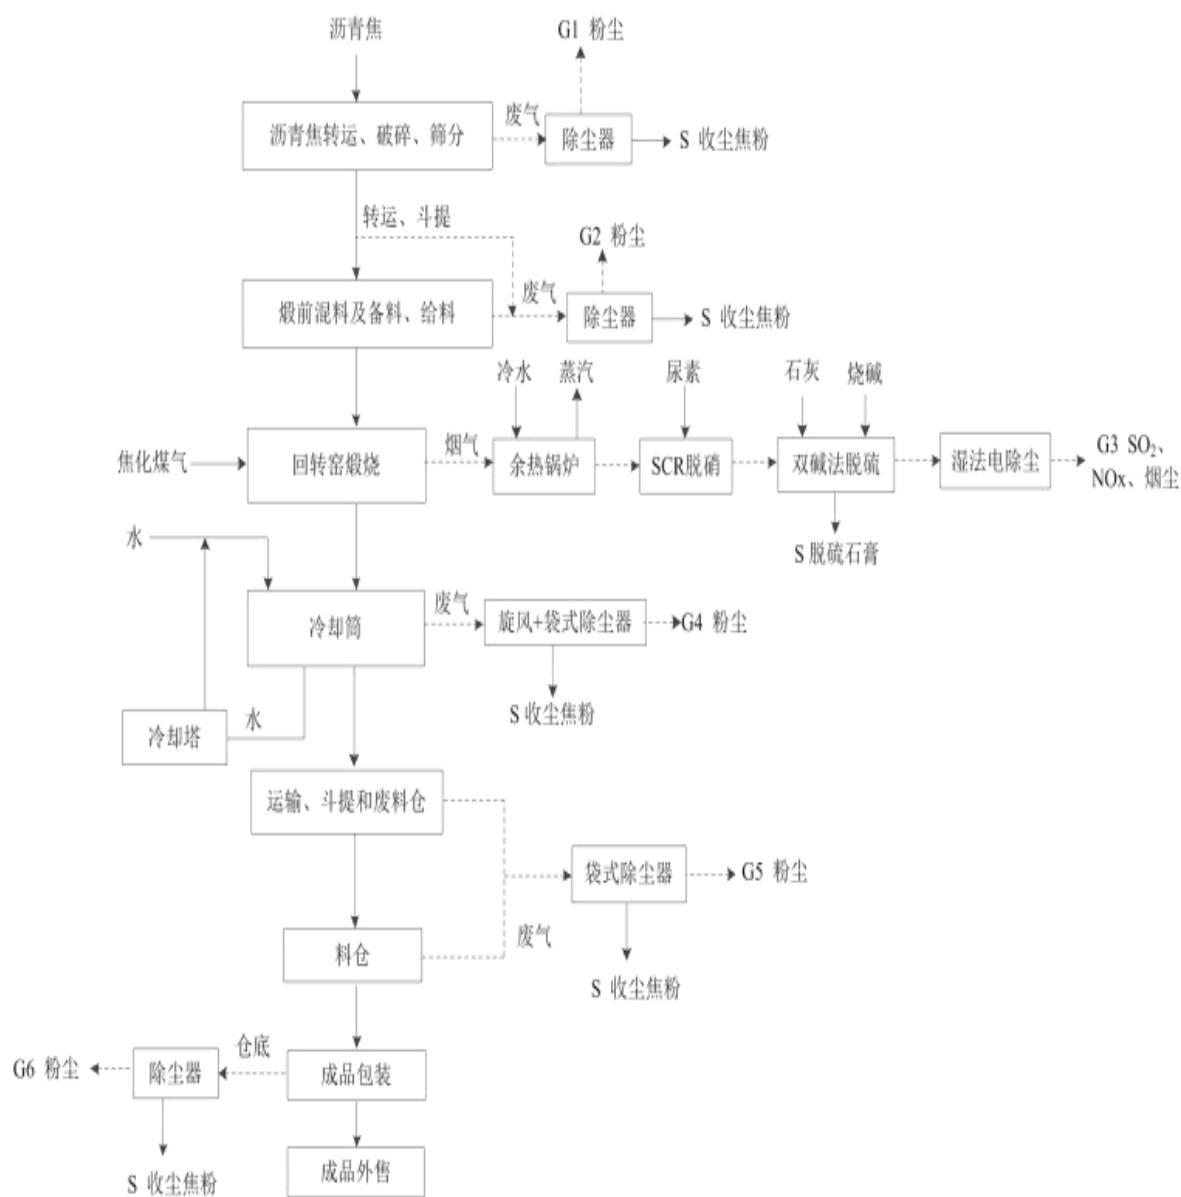 沥青焦
G1 粉尘
沥青焦转运、破碎、筛分
废气
除尘器
S 收尘焦粉
转运、斗提
G2 粉尘
煅前混料及备料、给料
废气
除尘器
S 收尘焦粉
冷水
蒸汽
尿素
石灰
烧碱
焦化煤气
回转窑煅烧
烟气
余热锅炉
SCR脱硝
双碱法脱硫
湿法电除尘
G3 SO₂、
NOx、烟尘
S 脱硫石膏
水
冷却筒
废气
旋风+袋式除尘器
G4 粉尘
S 收尘焦粉
冷却塔
水
运输、斗提和废料仓
袋式除尘器
G5 粉尘
废气
料仓
S 收尘焦粉
G6 粉尘
除尘器
仓底
成品包装
S 收尘焦粉
成品外售